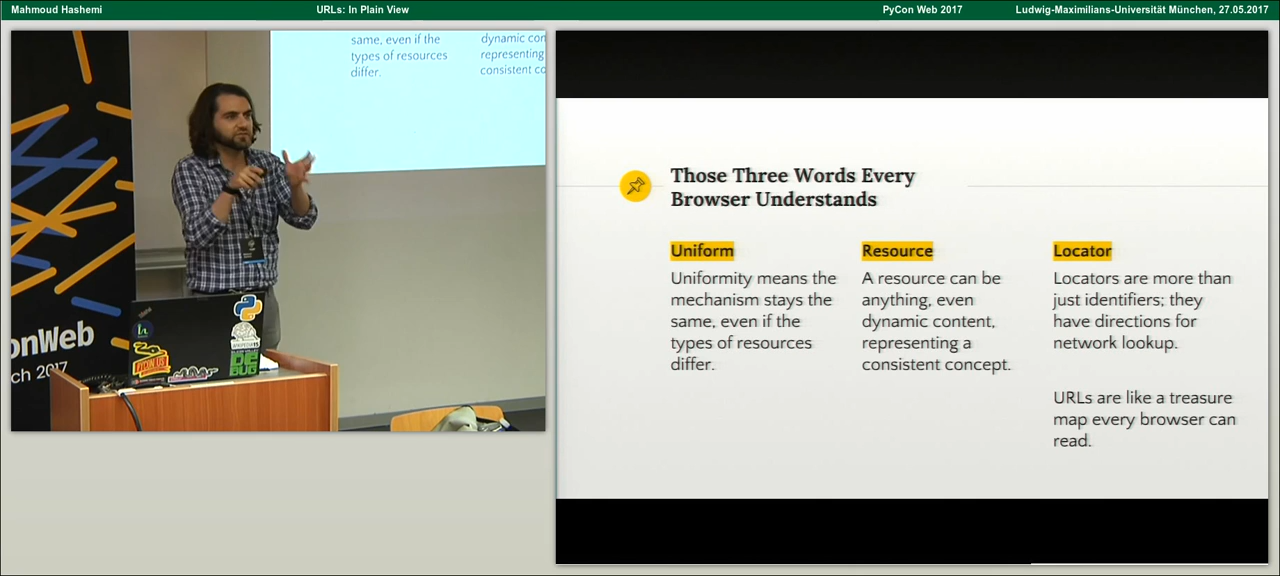 Mahmoud Hashemi
URLs: In Plain View
PyCon Web 2017
Ludwig-Maximilians-Universität München, 27.05.2017
same, even if the
types of resources
differ.
dynamic con
representing
consistent co
onWeb
ch 2017
Those Three Words Every
Browser Understands
Uniform
Uniformity means the
mechanism stays the
same, even if the
types of resources
differ.
Resource
A resource can be
anything, even
dynamic content,
representing a
consistent concept.
Locator
Locators are more than
just identifiers; they
have directions for
network lookup.
URLs are like a treasure
map every browser can
read.